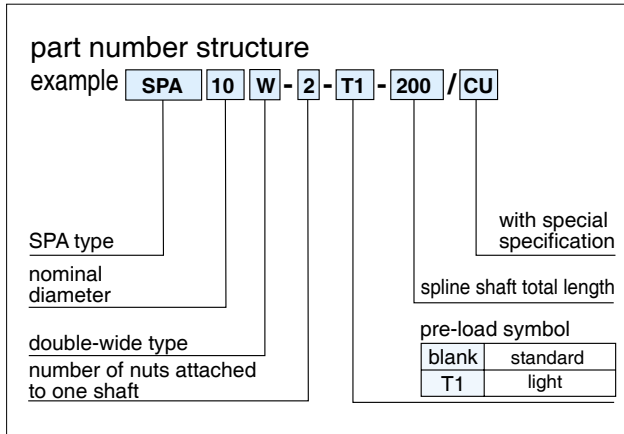 part number structure
example SPA 10 W - 2 - T1 - 200 / CU
with special
specification
SPA type
nominal
diameter
spline shaft total length
double-wide type
pre-load symbol
blank standard
T1 light
number of nuts attached
to one shaft